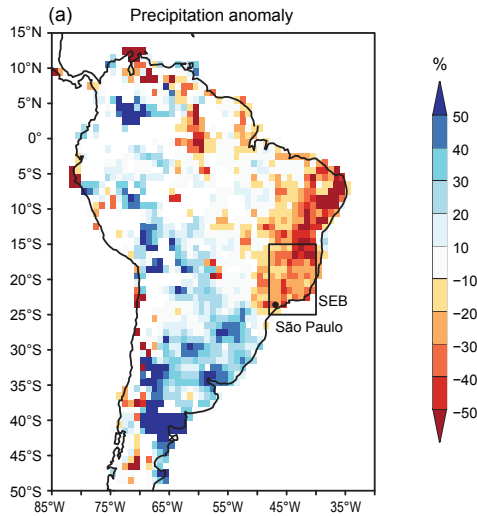 (a) Precipitation anomaly
15°N
10°N
5°N
0°
5°S
10°S
15°S
20°S
25°S
30°S
35°S
40°S
45°S
50°S
85°W 75°W 65°W 55°W 45°W 35°W
SEB
São Paulo
%
50
40
30
20
10
−10
−20
−30
−40
−50